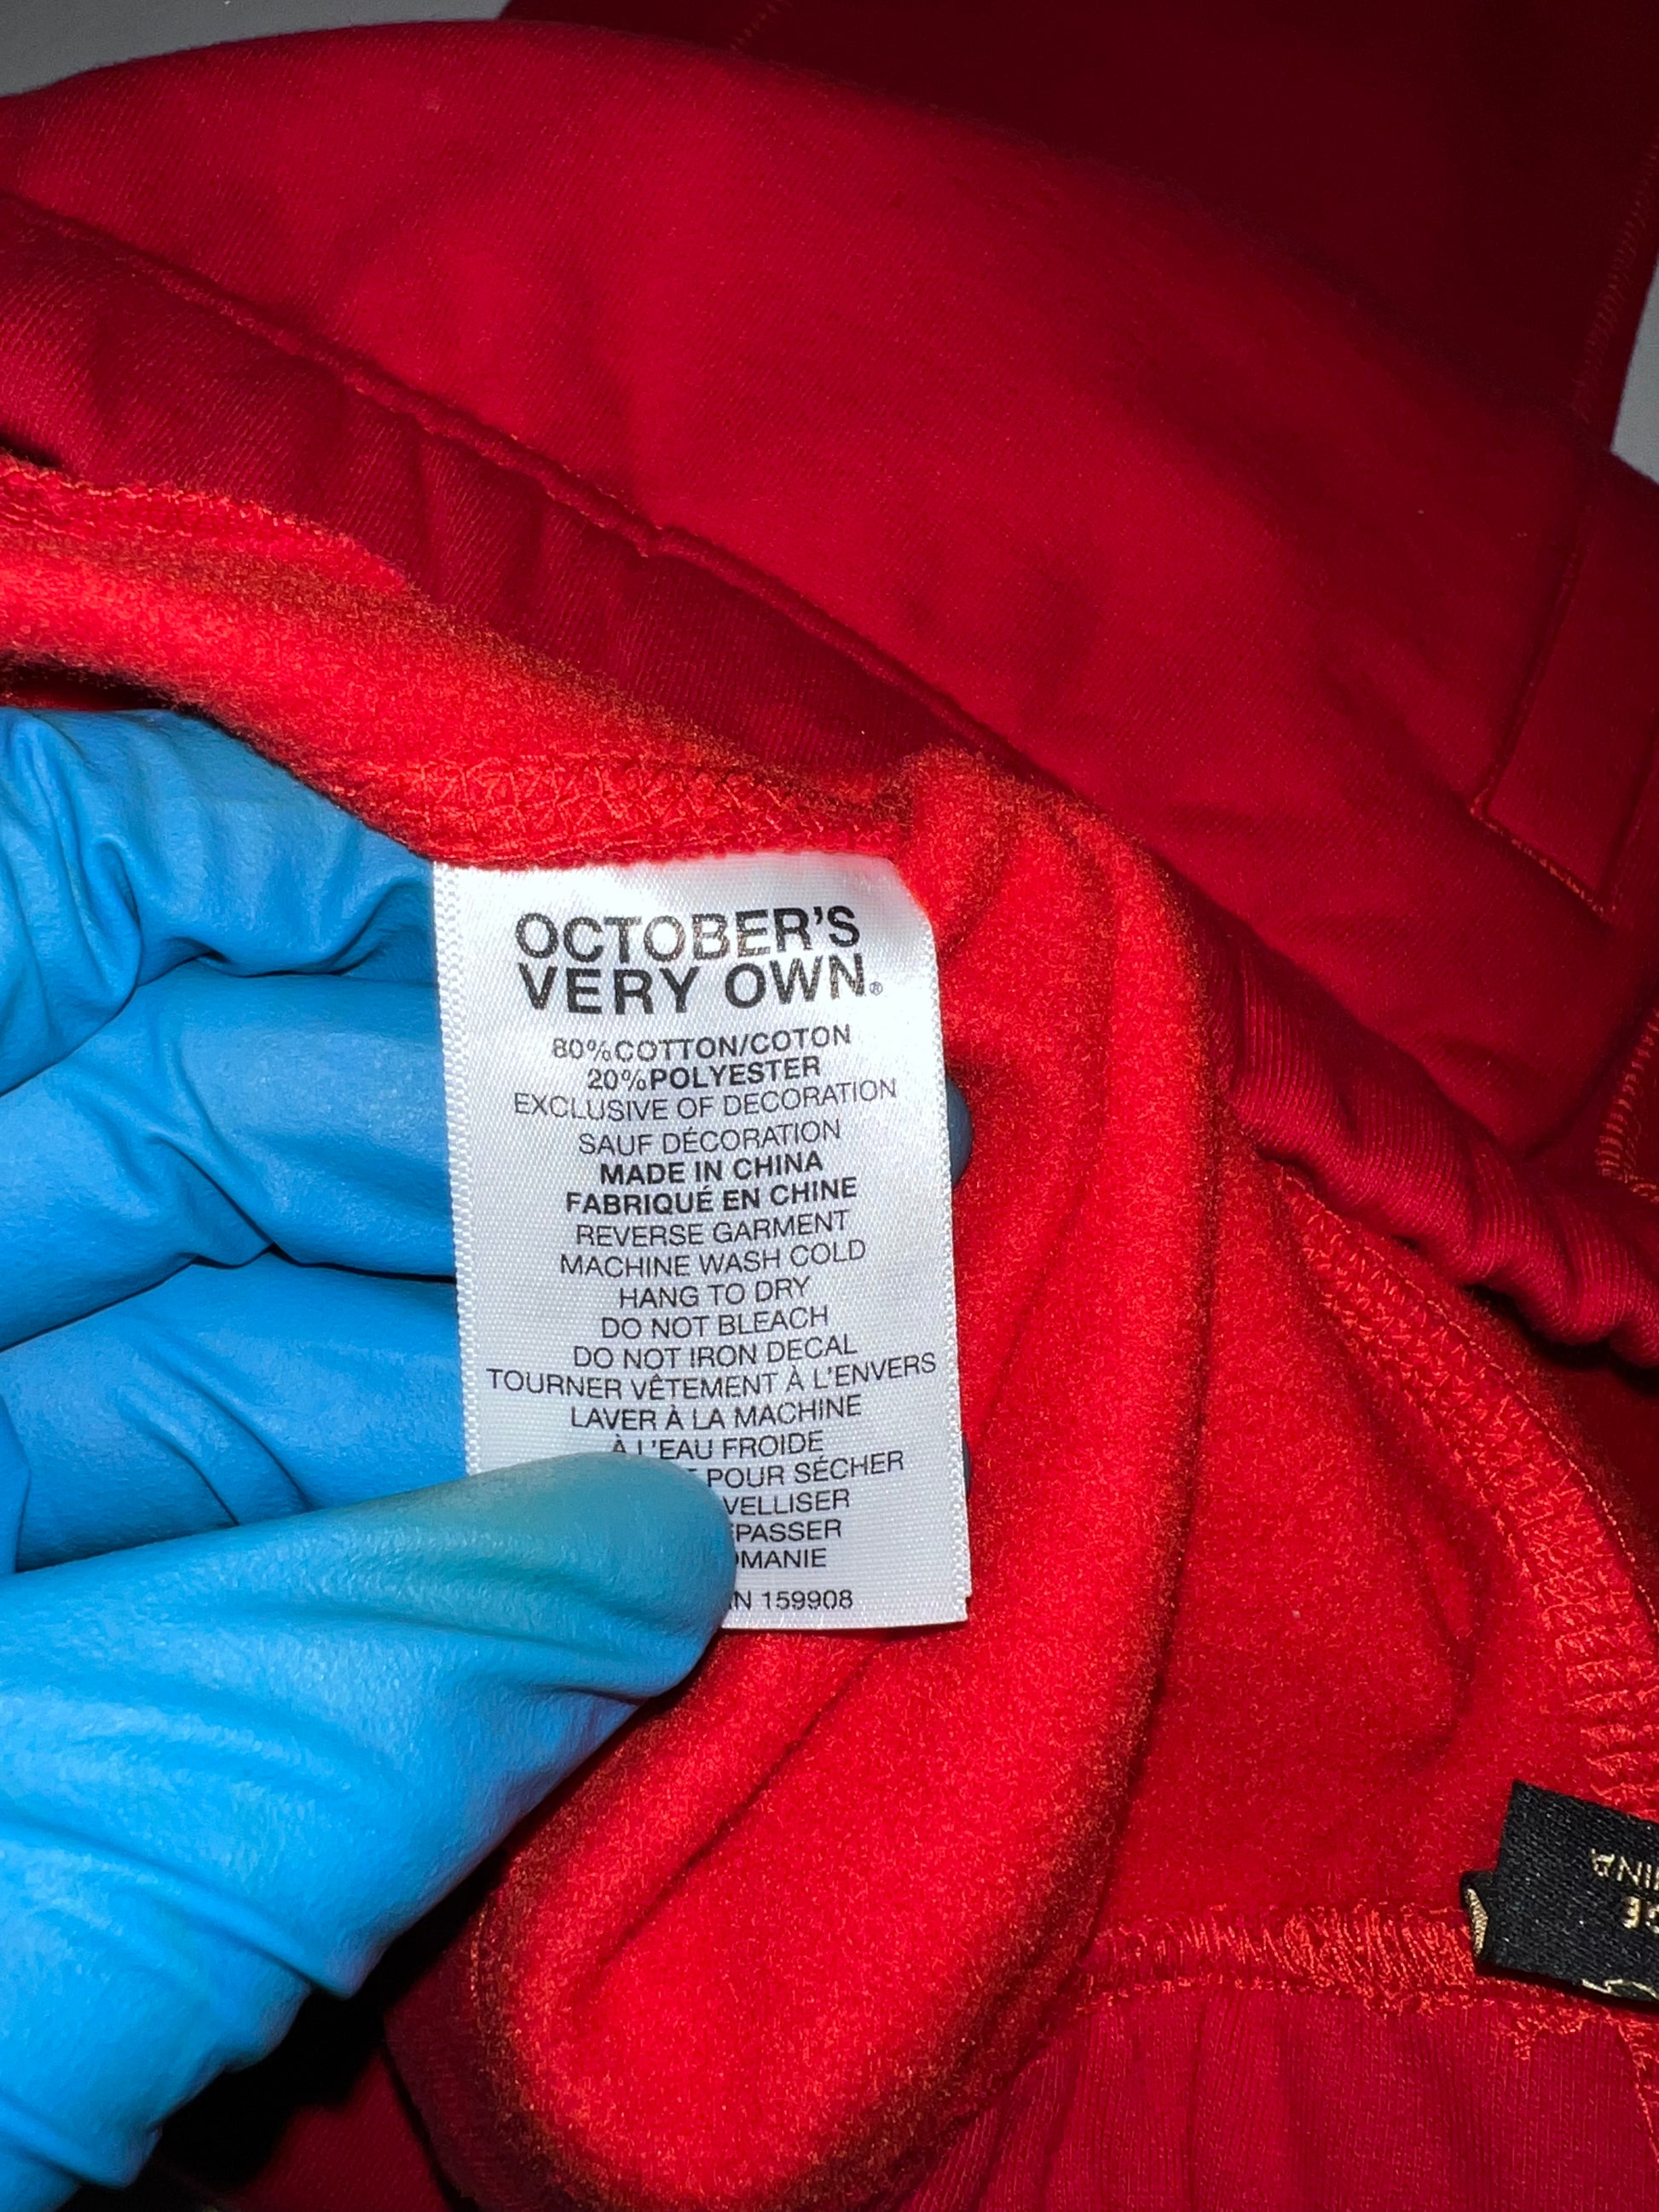 OCTOBER'S
VERY OWN®
80%COTTON/COTON
20%POLYESTER
EXCLUSIVE OF DECORATION
SAUF DÉCORATION
MADE IN CHINA
FABRIQUÉ EN CHINE
REVERSE GARMENT
MACHINE WASH COLD
HANG TO DRY
DO NOT BLEACH
DO NOT IRON DECAL
TOURNER VÊTEMENT À L'ENVERS
LAVER À LA MACHINE
À L'EAU FROIDE
POUR SÉCHER
159908